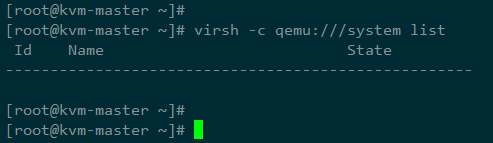 [root@kvm-master ~]#
[root@kvm-master ~]# virsh -c qemu:///system list
 Id    Name                           State
----------------------------------------------------
[root@kvm-master ~]#
[root@kvm-master ~]#